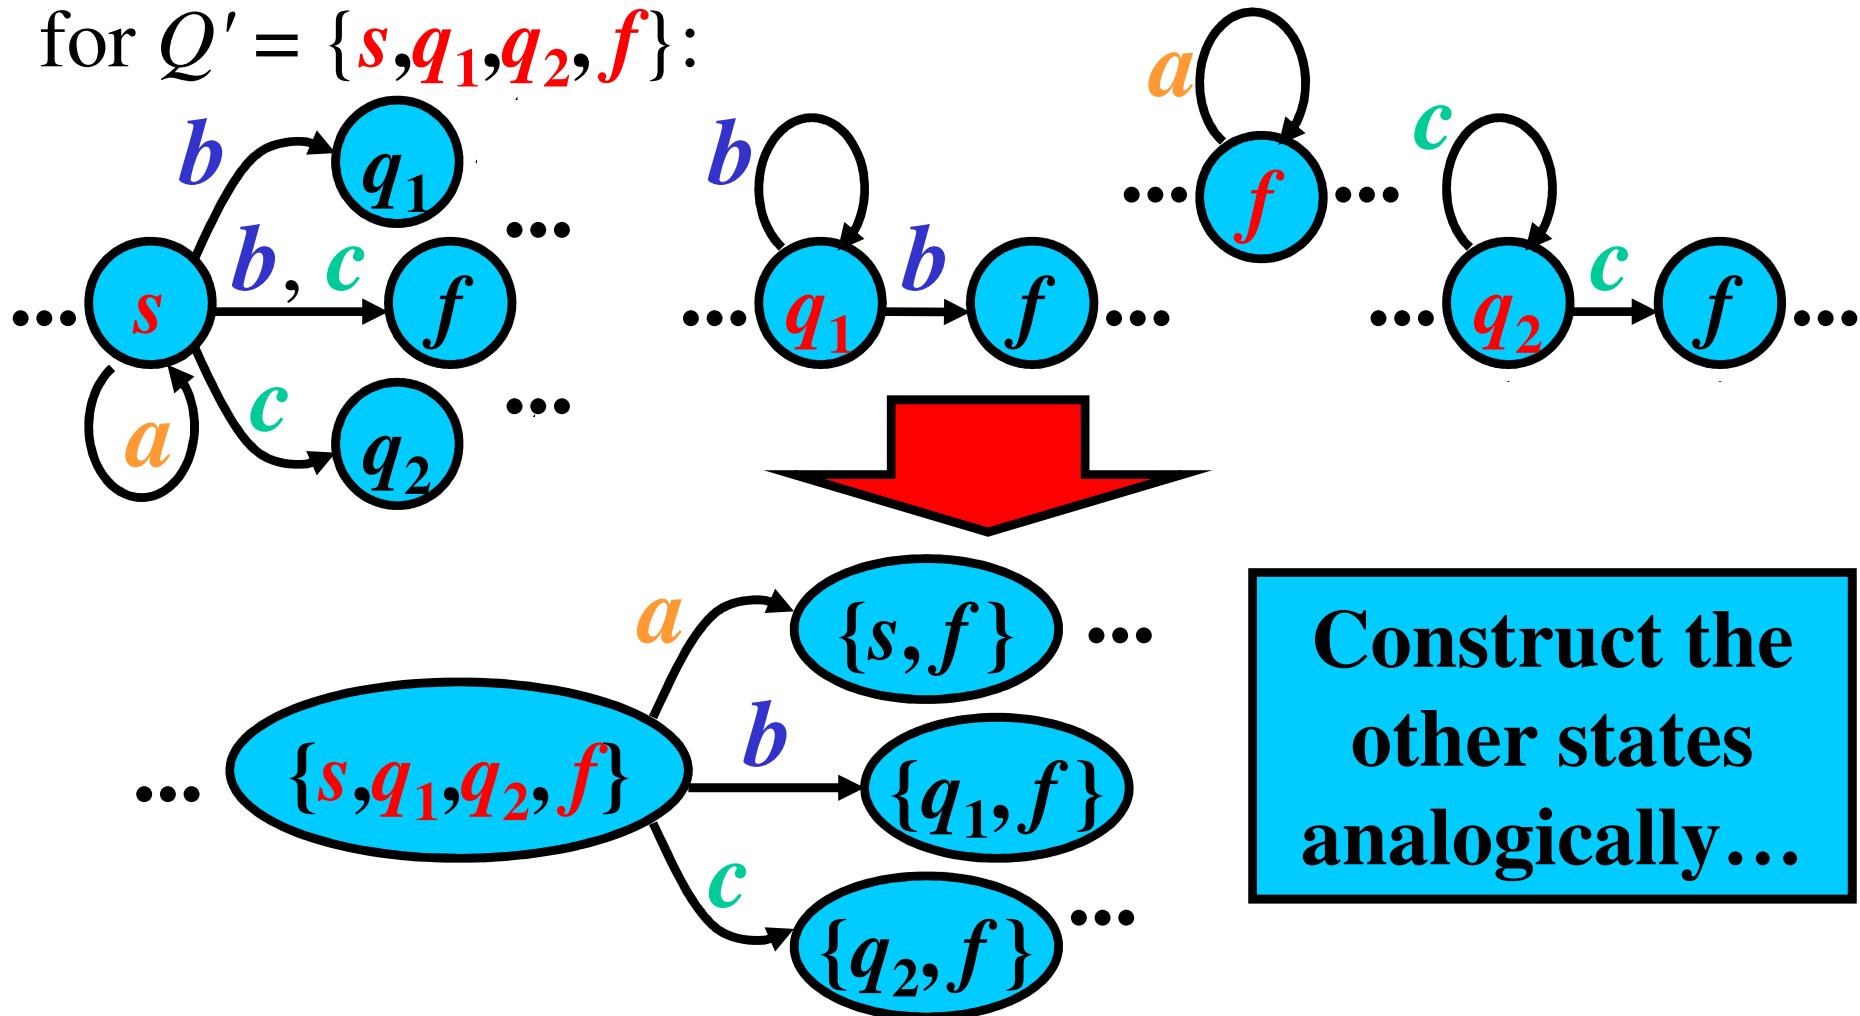 for Q' = {s,q₁,q₂,f}:
b
q₁
...
b, c
... s
f
a
c
q₂
...
b
... q₁
b
f ...
a
... f ...
c
... q₂
c
f ...
a
{s,f} ...
... {s,q₁,q₂,f}
b
{q₁,f}
c
{q₂,f} ...
Construct the
other states
analogically…